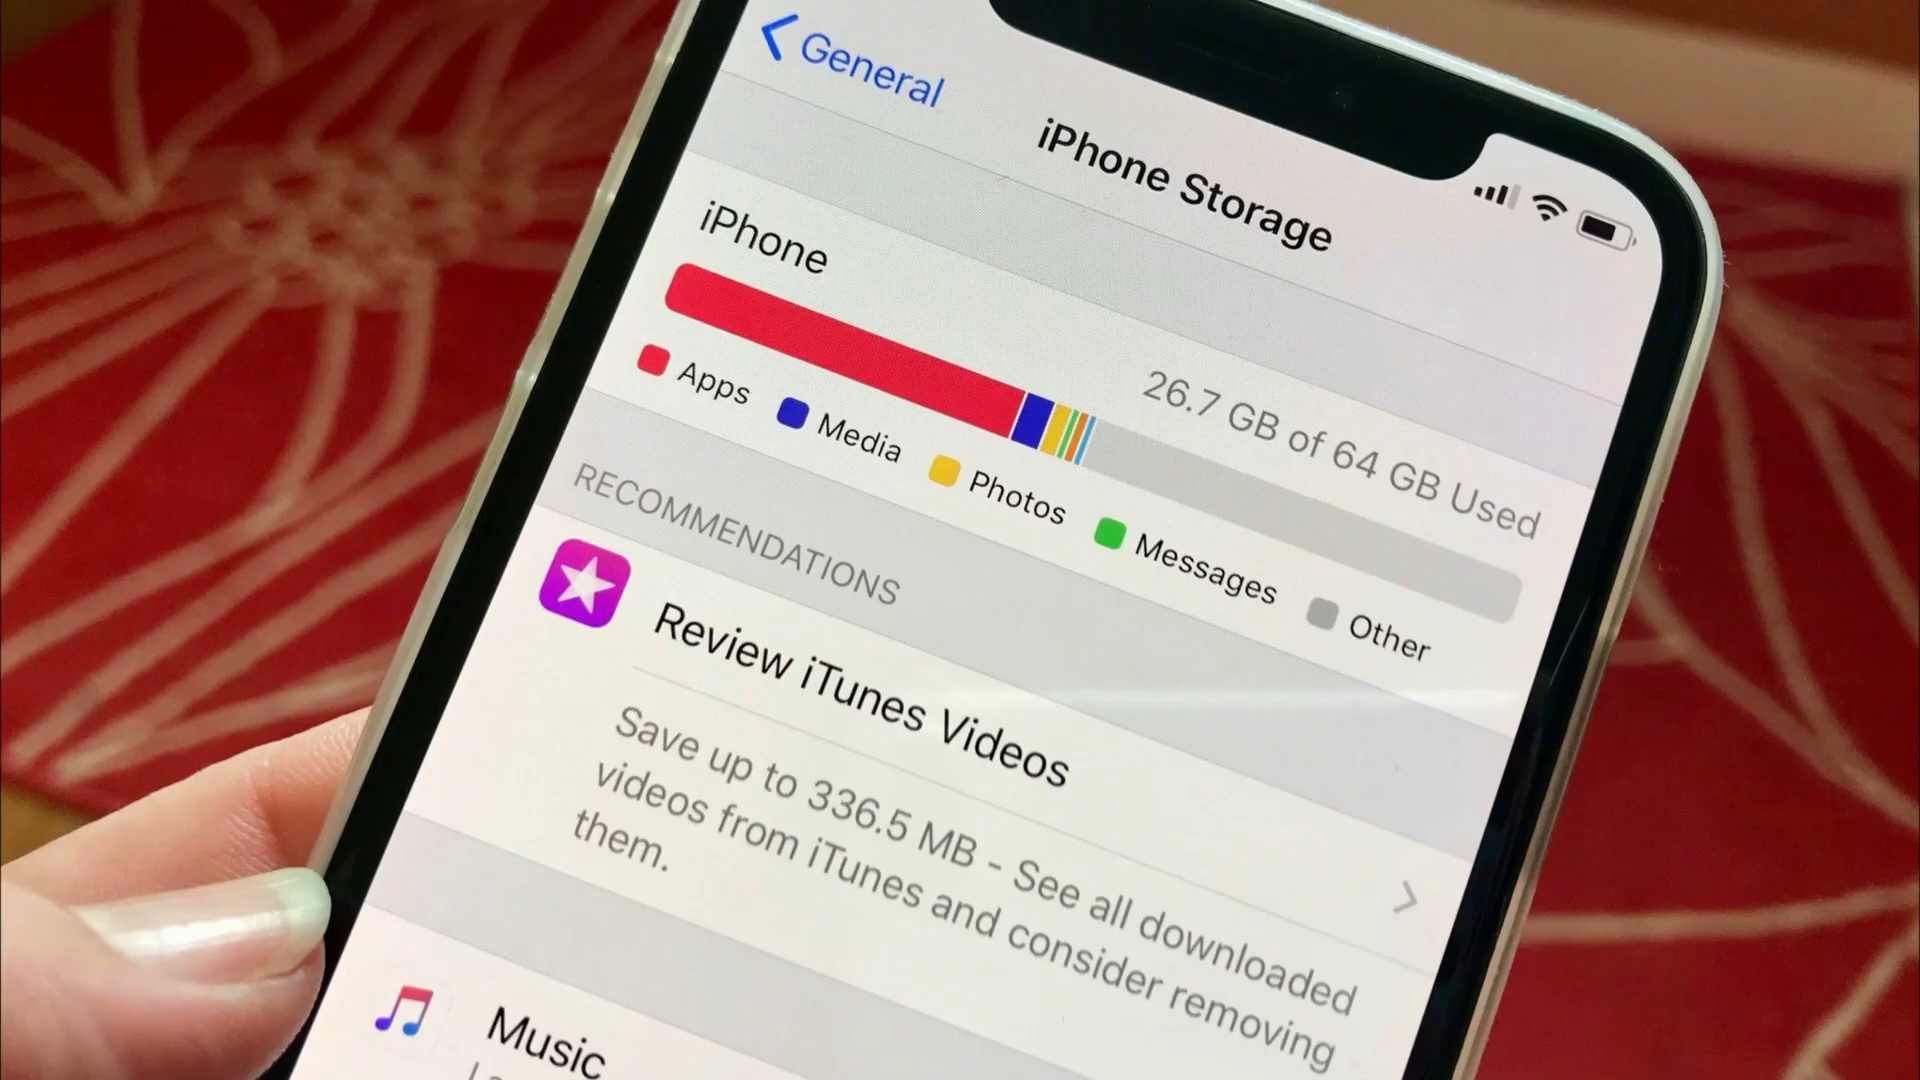 General
iPhone Storage
iPhone
26.7 GB of 64 GB Used
Apps
Media
Photos
Messages
Other
RECOMMENDATIONS
Review iTunes Videos
Save up to 336.5 MB - See all downloaded
videos from iTunes and consider removing
them.
Music